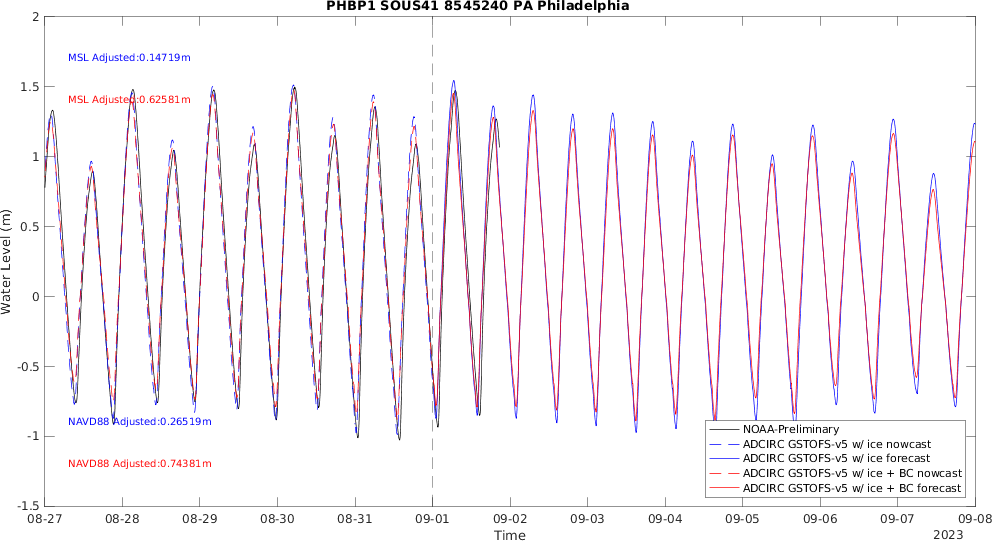 PHBP1 SOUS41 8545240 PA Philadelphia
2
1.5
1
0.5
0
-0.5
-1
-1.5
Water Level (m)
MSL Adjusted:0.14719m
MSL Adjusted:0.62581m
NAVD88 Adjusted:0.26519m
NAVD88 Adjusted:0.74381m
NOAA-Preliminary
ADCIRC GSTOFS-v5 w/ ice nowcast
ADCIRC GSTOFS-v5 w/ ice forecast
ADCIRC GSTOFS-v5 w/ ice + BC nowcast
ADCIRC GSTOFS-v5 w/ ice + BC forecast
08-27 08-28 08-29 08-30 08-31 09-01 09-02 09-03 09-04 09-05 09-06 09-07 09-08
Time
2023